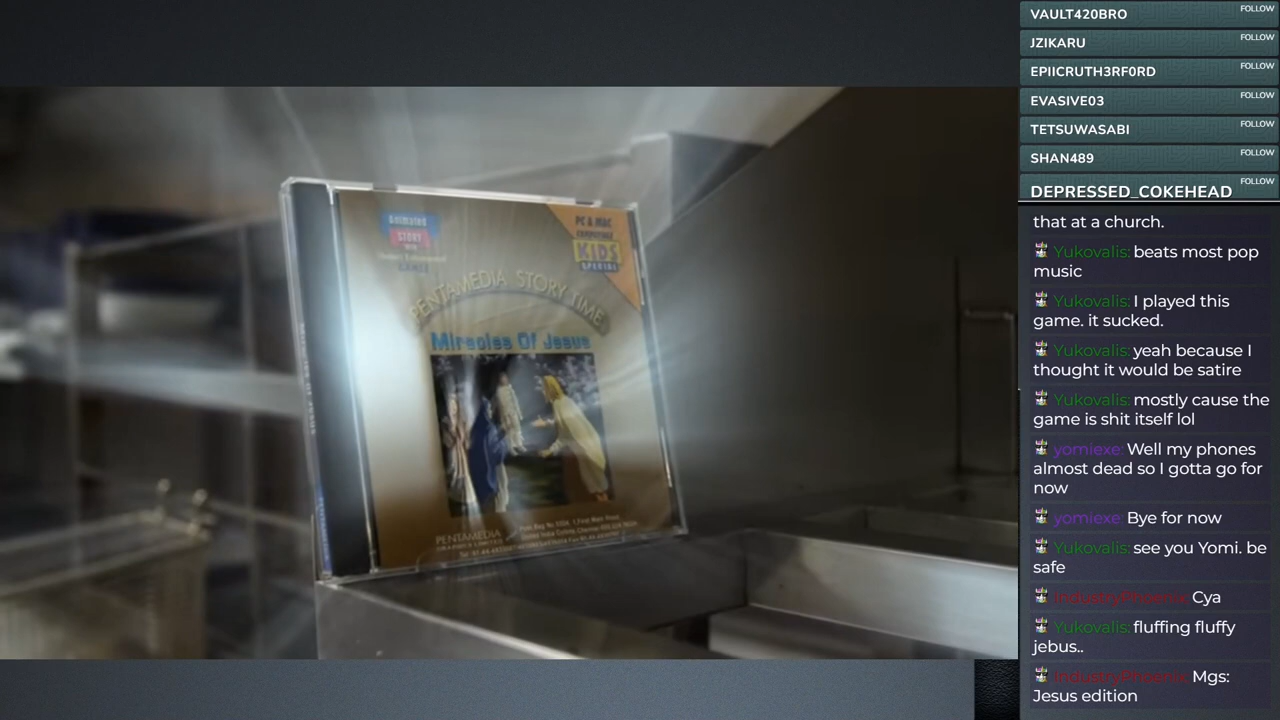 Animated
STORY
GAMES
PC & MAC
COMPATIBLE
KIDS
SPECIAL
PENTAMEDIA STORY TIME
Miracles Of Jesus
PENTAMEDIA
VAULT420BRO
FOLLOW
JZIKARU
FOLLOW
EPIICRUTH3RF0RD
FOLLOW
EVASIVE03
FOLLOW
TETSUWASABI
FOLLOW
SHAN489
FOLLOW
DEPRESSED_COKEHEAD
FOLLOW
that at a church.
Yukovalis: beats most pop
music
Yukovalis: I played this
game. it sucked.
Yukovalis: yeah because I
thought it would be satire
Yukovalis: mostly cause the
game is shit itself lol
yomiexe: Well my phones
almost dead so I gotta go for
now
yomiexe: Bye for now
Yukovalis: see you Yomi. be
safe
IndustryPhoenix: Cya
Yukovalis: fluffing fluffy
jebus..
IndustryPhoenix: Mgs:
Jesus edition